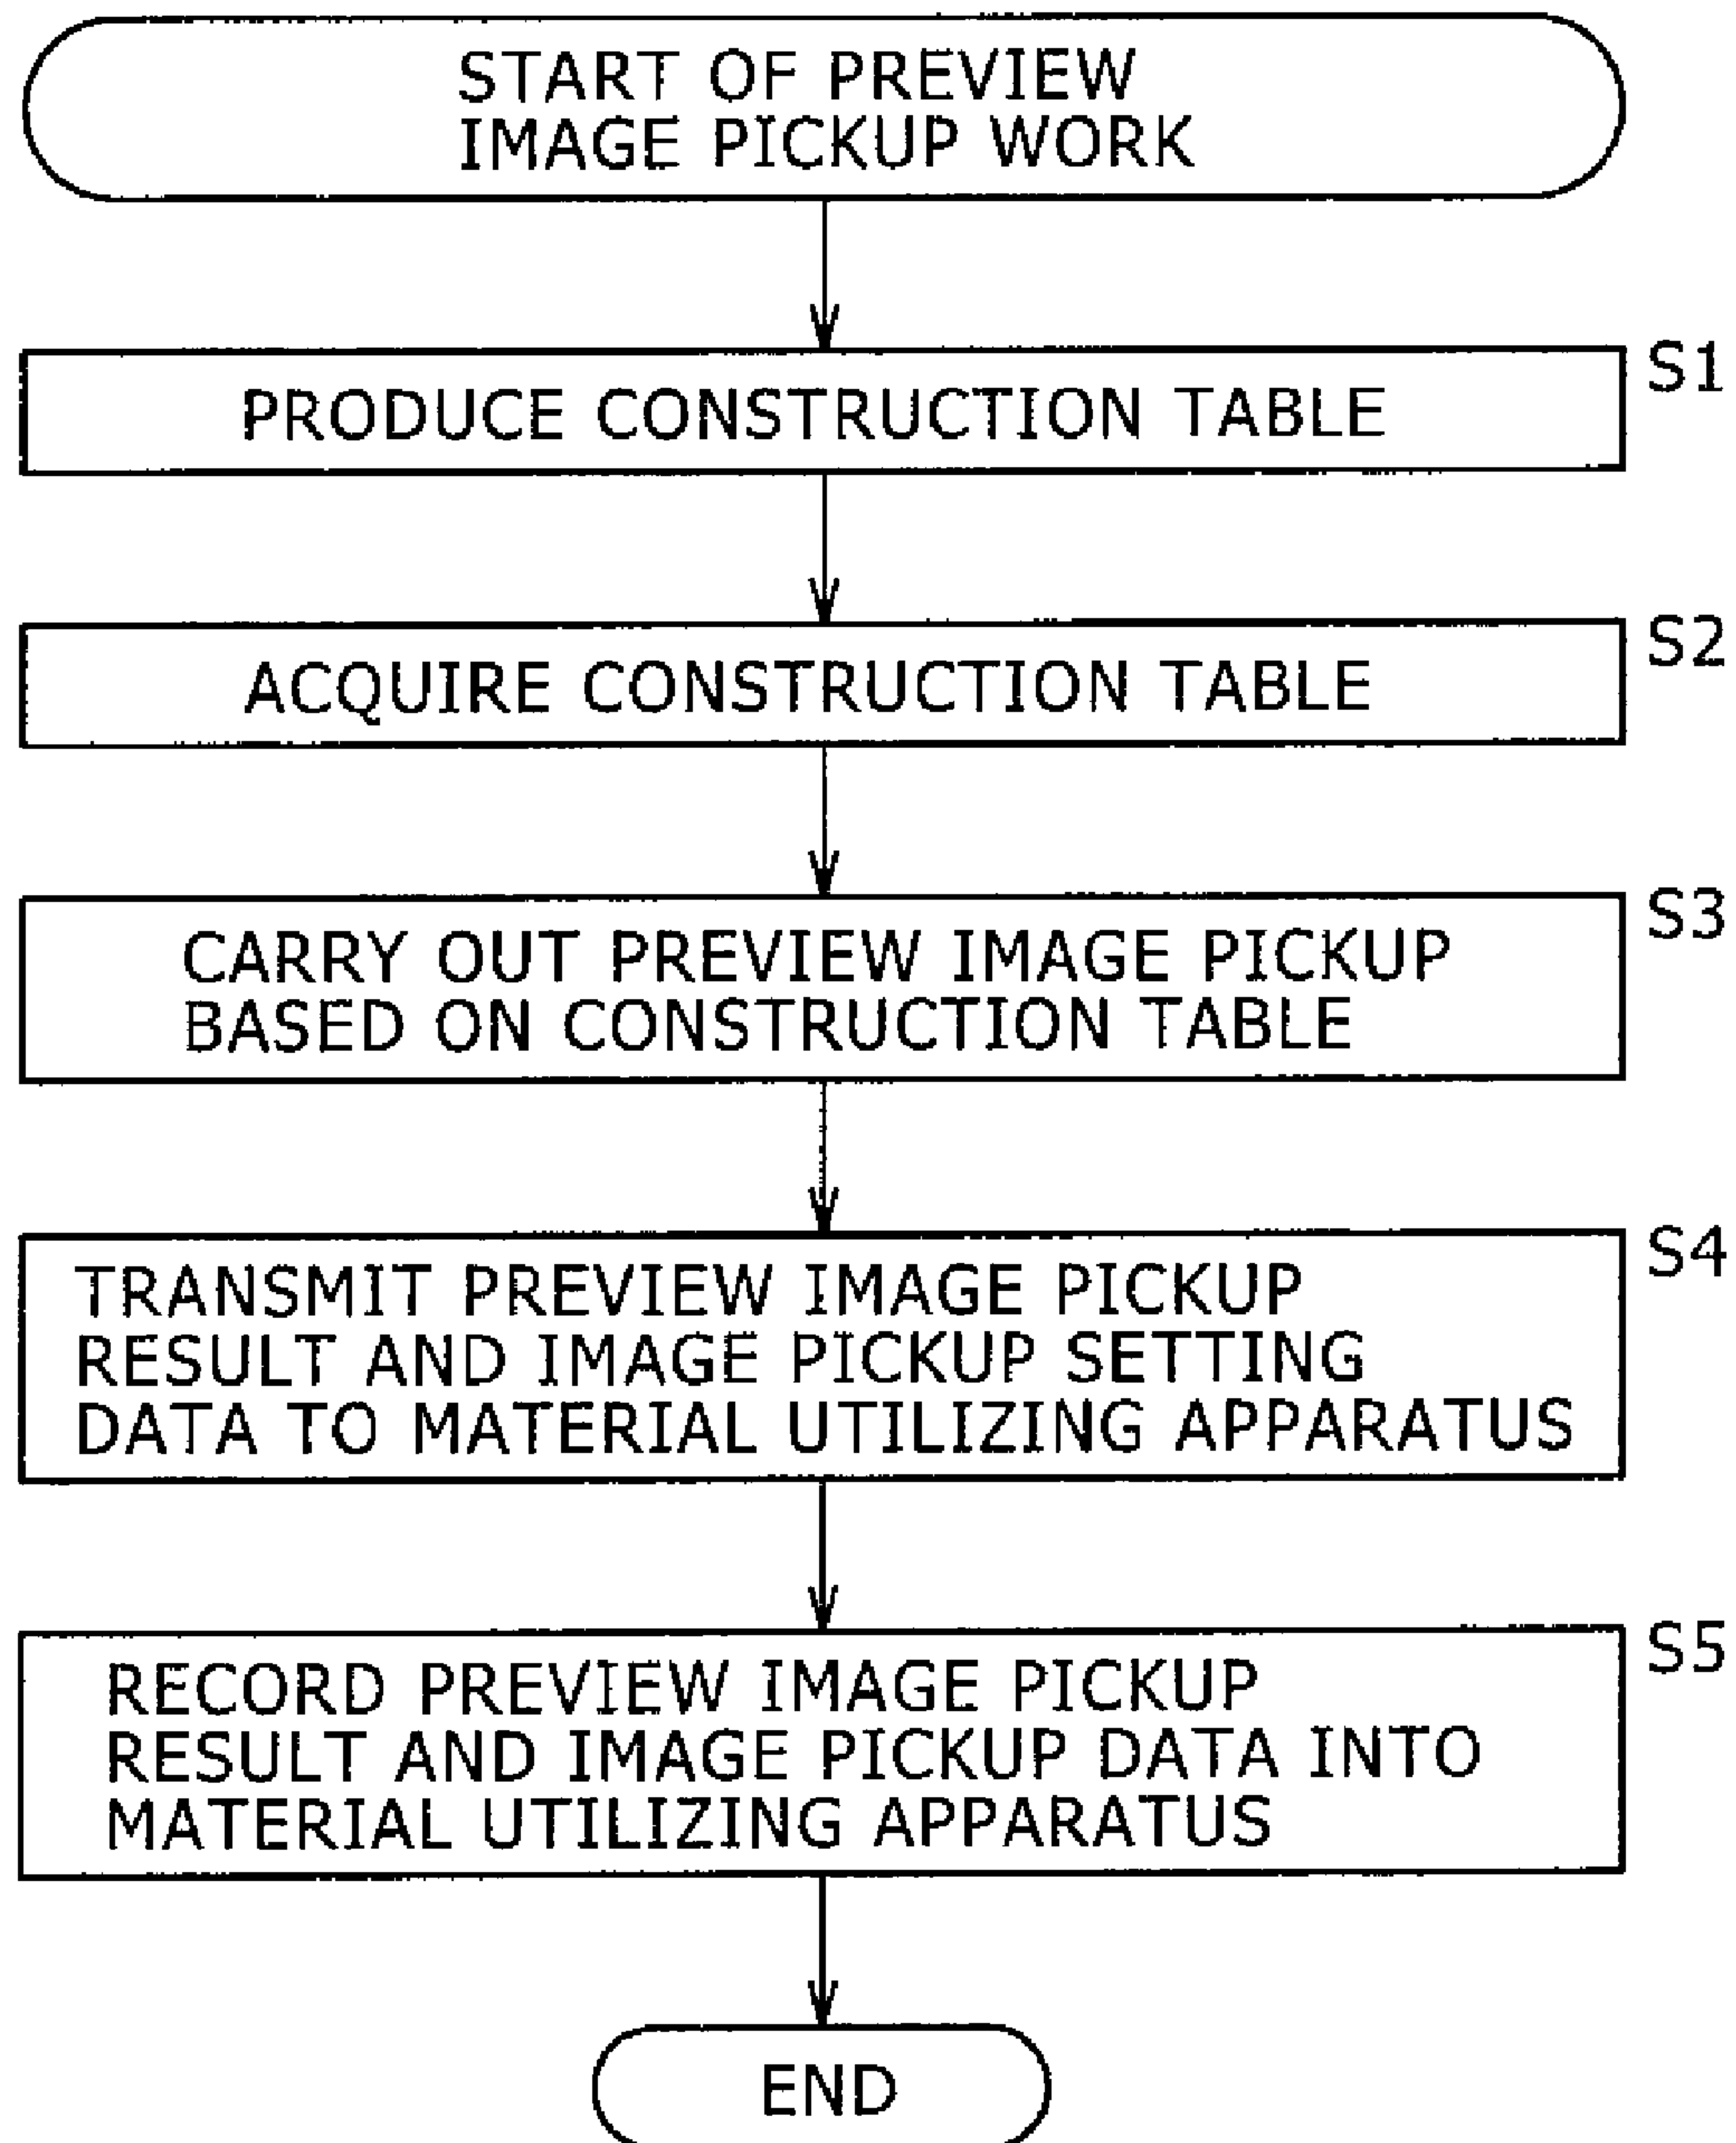 START OF PREVIEW
IMAGE PICKUP WORK
S1
PRODUCE CONSTRUCTION TABLE
S2
ACQUIRE CONSTRUCTION TABLE
S3
CARRY OUT PREVIEW IMAGE PICKUP
BASED ON CONSTRUCTION TABLE
S4
TRANSMIT PREVIEW IMAGE PICKUP
RESULT AND IMAGE PICKUP SETTING
DATA TO MATERIAL UTILIZING APPARATUS
S5
RECORD PREVIEW IMAGE PICKUP
RESULT AND IMAGE PICKUP DATA INTO
MATERIAL UTILIZING APPARATUS
END